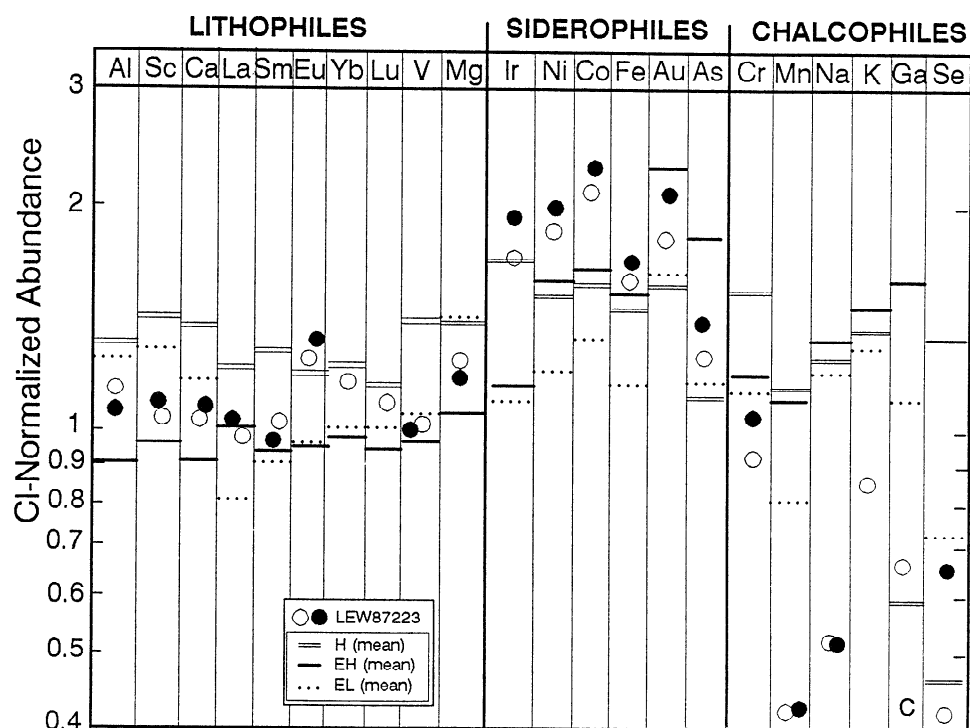 LITHOPHILES SIDEROPHILES CHALCOPHILES
Al Sc Ca La Sm Eu Yb Lu V Mg Ir Ni Co Fe Au As Cr Mn Na K Ga Se
3
2
1
0.9
0.8
0.7
0.6
0.5
0.4
CI-Normalized Abundance
LEW87223
H (mean)
EH (mean)
EL (mean)
C